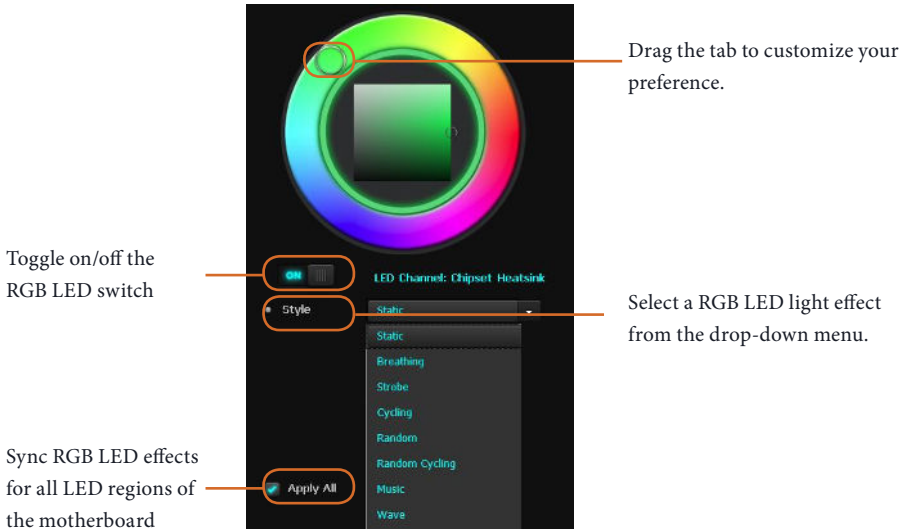 Drag the tab to customize your
preference.
Toggle on/off the
RGB LED switch
ON
LED Channel: Chipset Heatsink
Style
Static
Select a RGB LED light effect
from the drop-down menu.
Static
Breathing
Strobe
Cycling
Random
Random Cycling
Music
Wave
Sync RGB LED effects
for all LED regions of
the motherboard
Apply All